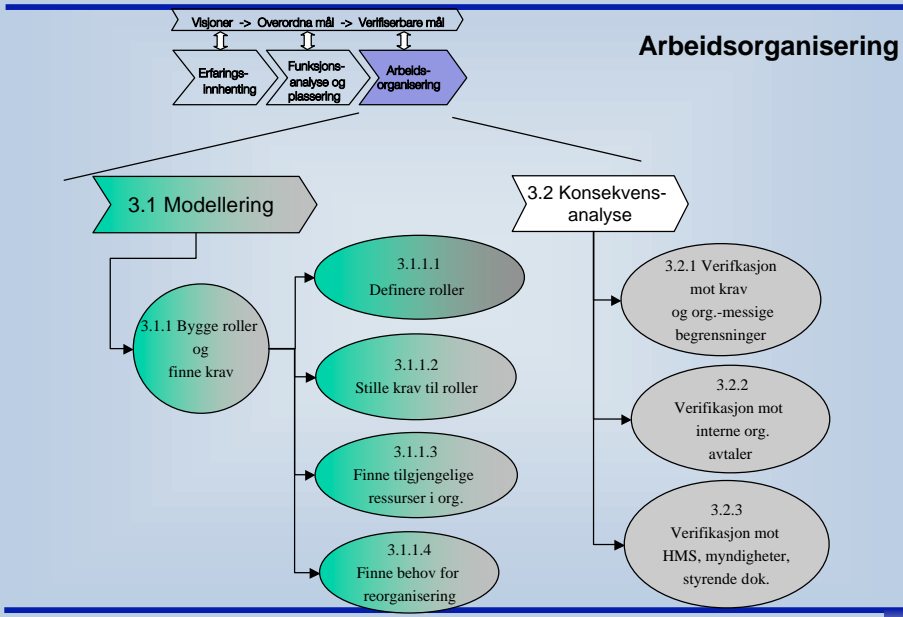 Visjoner -> Overordna mål -> Verifiserbare mål
Arbeidsorganisering
Erfarings-
innhenting
Funksjons-
analyse og
plassering
Arbeids-
organisering
3.1 Modellering
3.1.1 Bygge roller
og
finne krav
3.1.1.1
Definere roller
3.1.1.2
Stille krav til roller
3.1.1.3
Finne tilgjengelige
ressurser i org.
3.1.1.4
Finne behov for
reorganisering
3.2 Konsekvens-
analyse
3.2.1 Verifkasjon
mot krav
og org.-messige
begrensninger
3.2.2
Verifikasjon mot
interne org.
avtaler
3.2.3
Verifikasjon mot
HMS, myndigheter,
styrende dok.